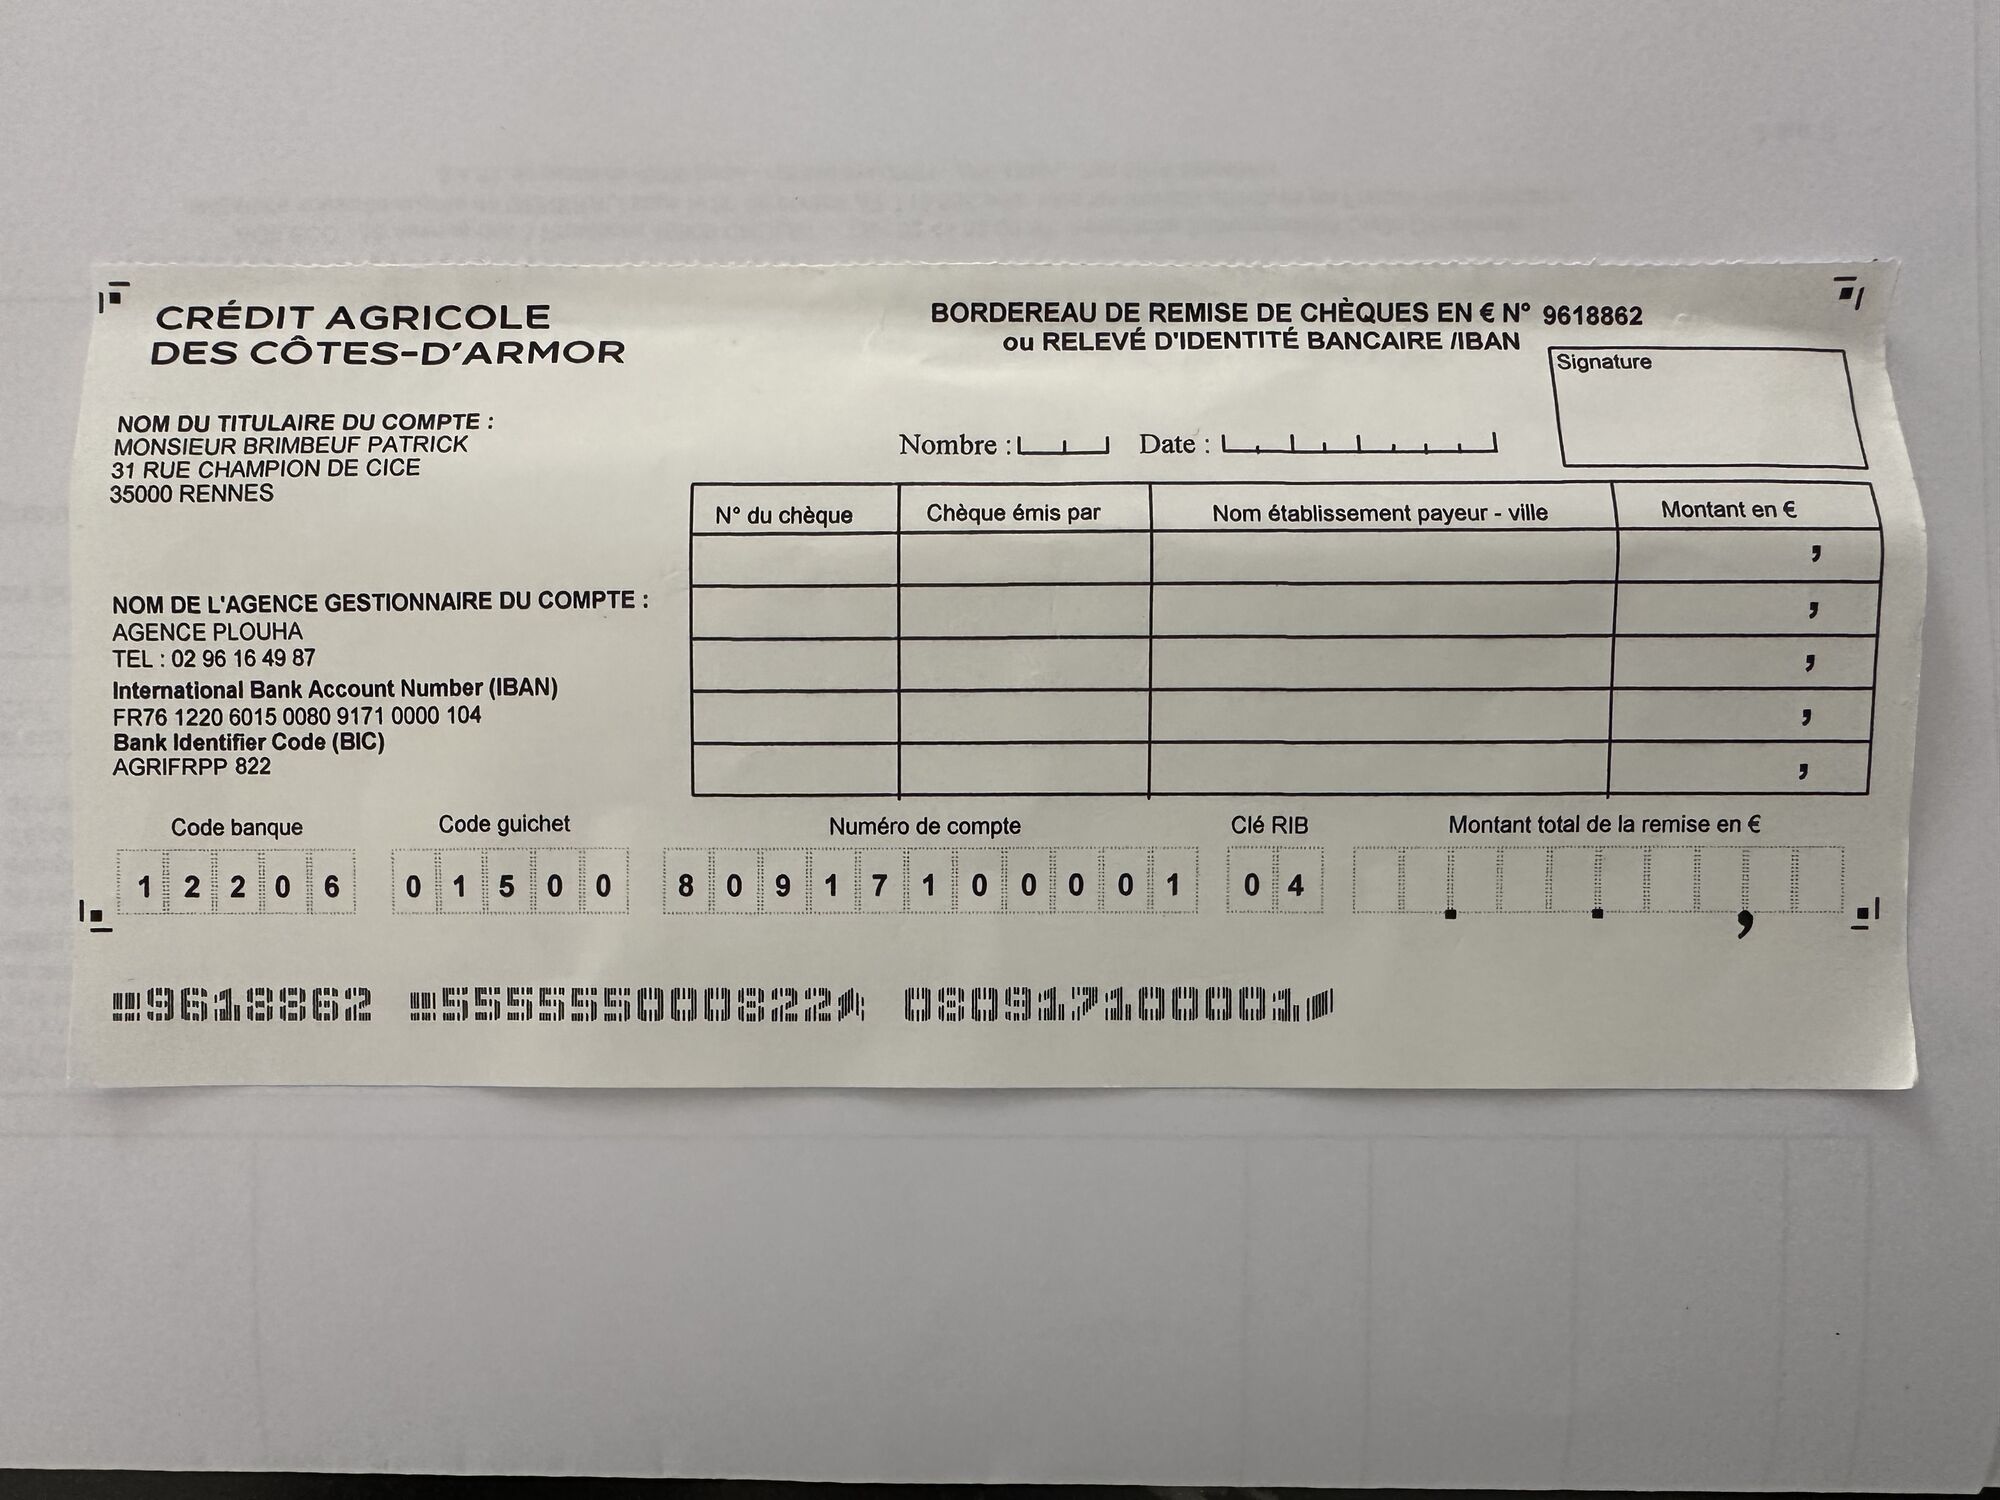 CRÉDIT AGRICOLE
DES CÔTES-D'ARMOR
BORDEREAU DE REMISE DE CHÈQUES EN € N° 9618862
ou RELEVÉ D'IDENTITÉ BANCAIRE /IBAN
Signature
NOM DU TITULAIRE DU COMPTE :
MONSIEUR BRIMBEUF PATRICK
31 RUE CHAMPION DE CICE
35000 RENNES
Nombre : Date :
N° du chèque Chèque émis par Nom établissement payeur - ville Montant en €
,
,
,
,
,
NOM DE L'AGENCE GESTIONNAIRE DU COMPTE :
AGENCE PLOUHA
TEL : 02 96 16 49 87
International Bank Account Number (IBAN)
FR76 1220 6015 0080 9171 0000 104
Bank Identifier Code (BIC)
AGRIFRPP 822
Code banque Code guichet Numéro de compte Clé RIB Montant total de la remise en €
1 2 2 0 6 0 1 5 0 0 8 0 9 1 7 1 0 0 0 0 1 0 4 . . ,
9618862 555555000822 080917100001